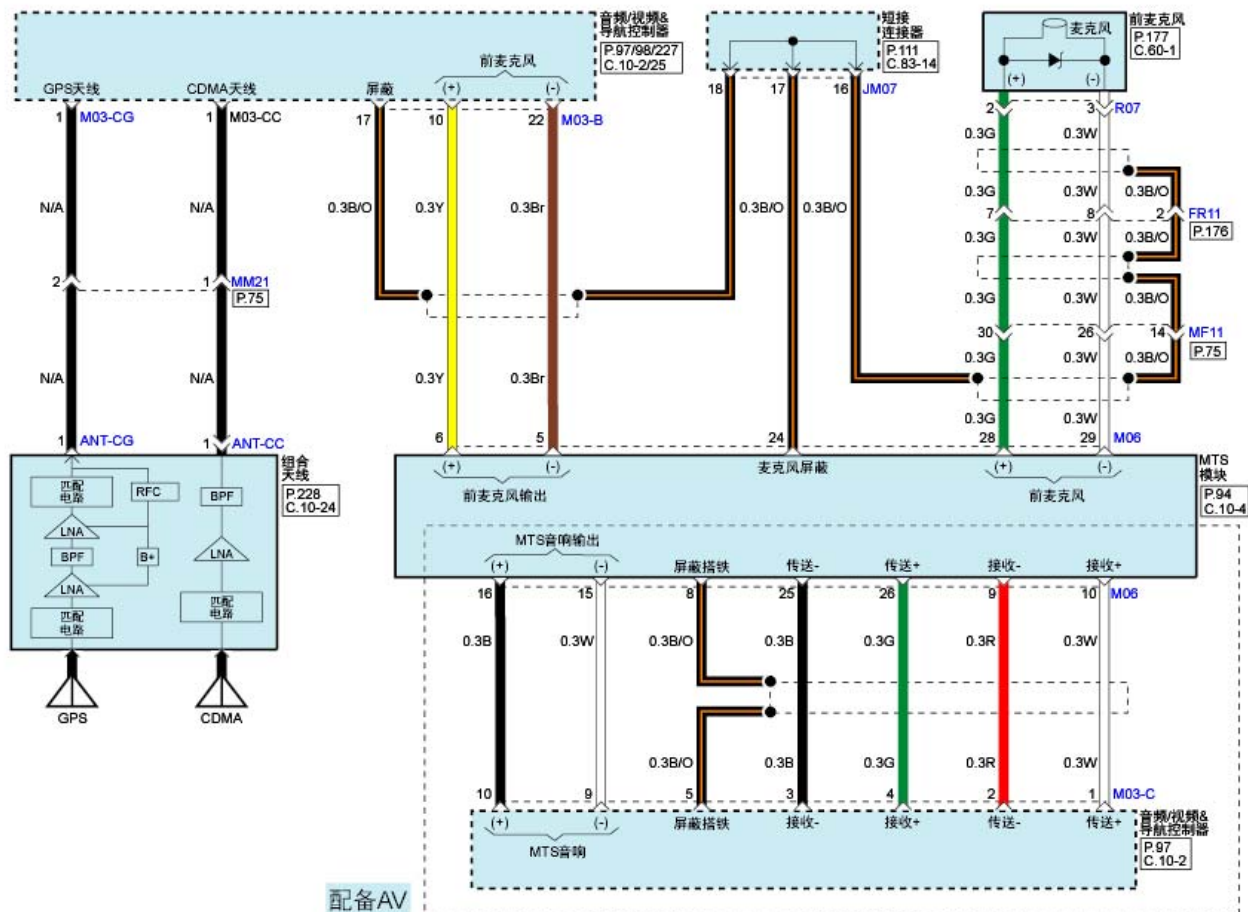 音频/视频&
导航控制器
P.97/98/227
C.10-2/25
短接
连接器
P.111
C.83-14
前麦克风
P.177
C.60-1
麦克风
(+) (-)
前麦克风
GPS天线 CDMA天线 屏蔽 (+) (-)
1 M03-CG 1 M03-CC 17 10 22 M03-B
18 17 16 JM07
2 3 R07
0.3G 0.3W
0.3G 0.3W 0.3B/O
N/A N/A 0.3B/O 0.3Y 0.3Br 0.3B/O 0.3B/O
7 8 2 FR11
P.176
0.3G 0.3W 0.3B/O
2 1 MM21
P.75
0.3G 0.3W 0.3B/O
30 26 14 MF11
P.75
0.3G 0.3W 0.3B/O
N/A N/A 0.3Y 0.3Br
0.3G 0.3W
1 ANT-CG 1 ANT-CC 6 5 24 28 29 M06
组合
天线
P.228
C.10-24
匹配
电路
RFC
BPF
LNA
BPF
B+
LNA
LNA
匹配
电路
匹配
电路
GPS CDMA
(+) (-) 麦克风屏蔽 (+) (-)
前麦克风输出 前麦克风
MTS
模块
P.94
C.10-4
MTS音响输出
(+) (-) 屏蔽搭铁 传送- 传送+ 接收- 接收+
16 15 8 25 26 9 10 M06
0.3B 0.3W 0.3B/O 0.3B 0.3G 0.3R 0.3W
0.3B/O 0.3B 0.3G 0.3R 0.3W
10 9 5 3 4 2 1 M03-C
(+) (-) 屏蔽搭铁 接收- 接收+ 传送- 传送+
MTS音响
音频/视频&
导航控制器
P.97
C.10-2
配备AV